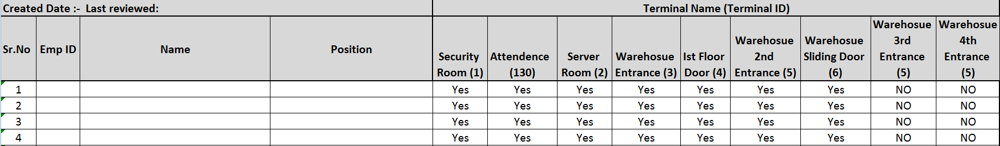 Created Date :-  Last reviewed:
Terminal Name (Terminal ID)
Sr.No
Emp ID
Name
Position
Security
Room (1)
Attendence
(130)
Server
Room (2)
Warehosue
Entrance (3)
Ist Floor
Door (4)
Warehosue
2nd
Entrance (5)
Warehosue
Sliding Door
(6)
Warehosue
3rd
Entrance
(5)
Warehosue
4th
Entrance
(5)
1 Yes Yes Yes Yes Yes Yes Yes NO NO
2 Yes Yes Yes Yes Yes Yes Yes NO NO
3 Yes Yes Yes Yes Yes Yes Yes NO NO
4 Yes Yes Yes Yes Yes Yes Yes NO NO